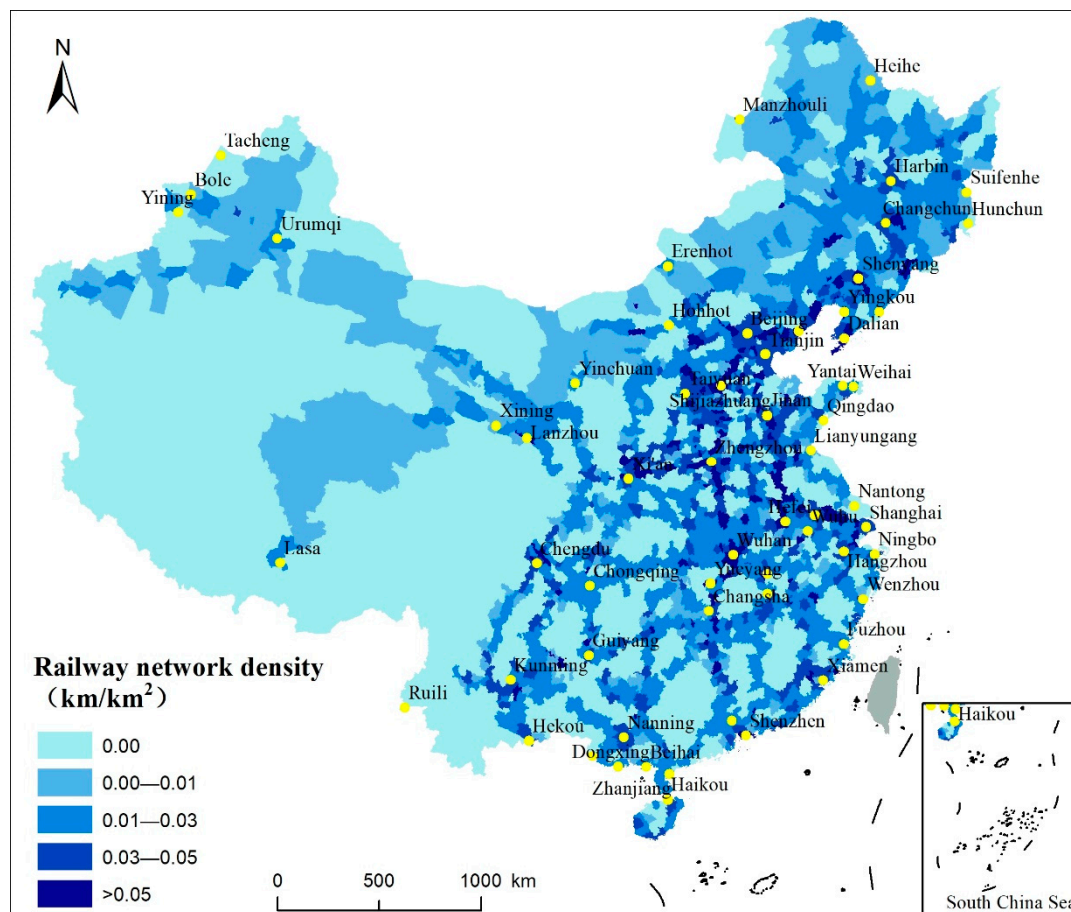 N
Heihe
Manzhouli
Tacheng
Harbin
Bole
Suifenhe
Yining
Urumqi
Changchun
Hunchun
Erenhot
Shenyang
Yingkou
Hohhot
Beijing
Dalian
Tianjin
Yinchuan
Taiyuan
Yantai
Weihai
Shijiazhuang
Jinan
Qingdao
Xining
Lanzhou
Lianyungang
Zhengzhou
Xi'an
Nantong
Hefei
Wuhu
Shanghai
Lasa
Chengdu
Wuhan
Ningbo
Hangzhou
Chongqing
Yueyang
Changsha
Wenzhou
Guiyang
Fuzhou
Kunming
Xiamen
Ruili
Hekou
Nanning
Shenzhen
Dongxing
Beihai
Zhanjiang
Haikou
Haikou
South China Sea
Railway network density
（km/km²）
0.00
0.00—0.01
0.01—0.03
0.03—0.05
>0.05
0 500 1000 km